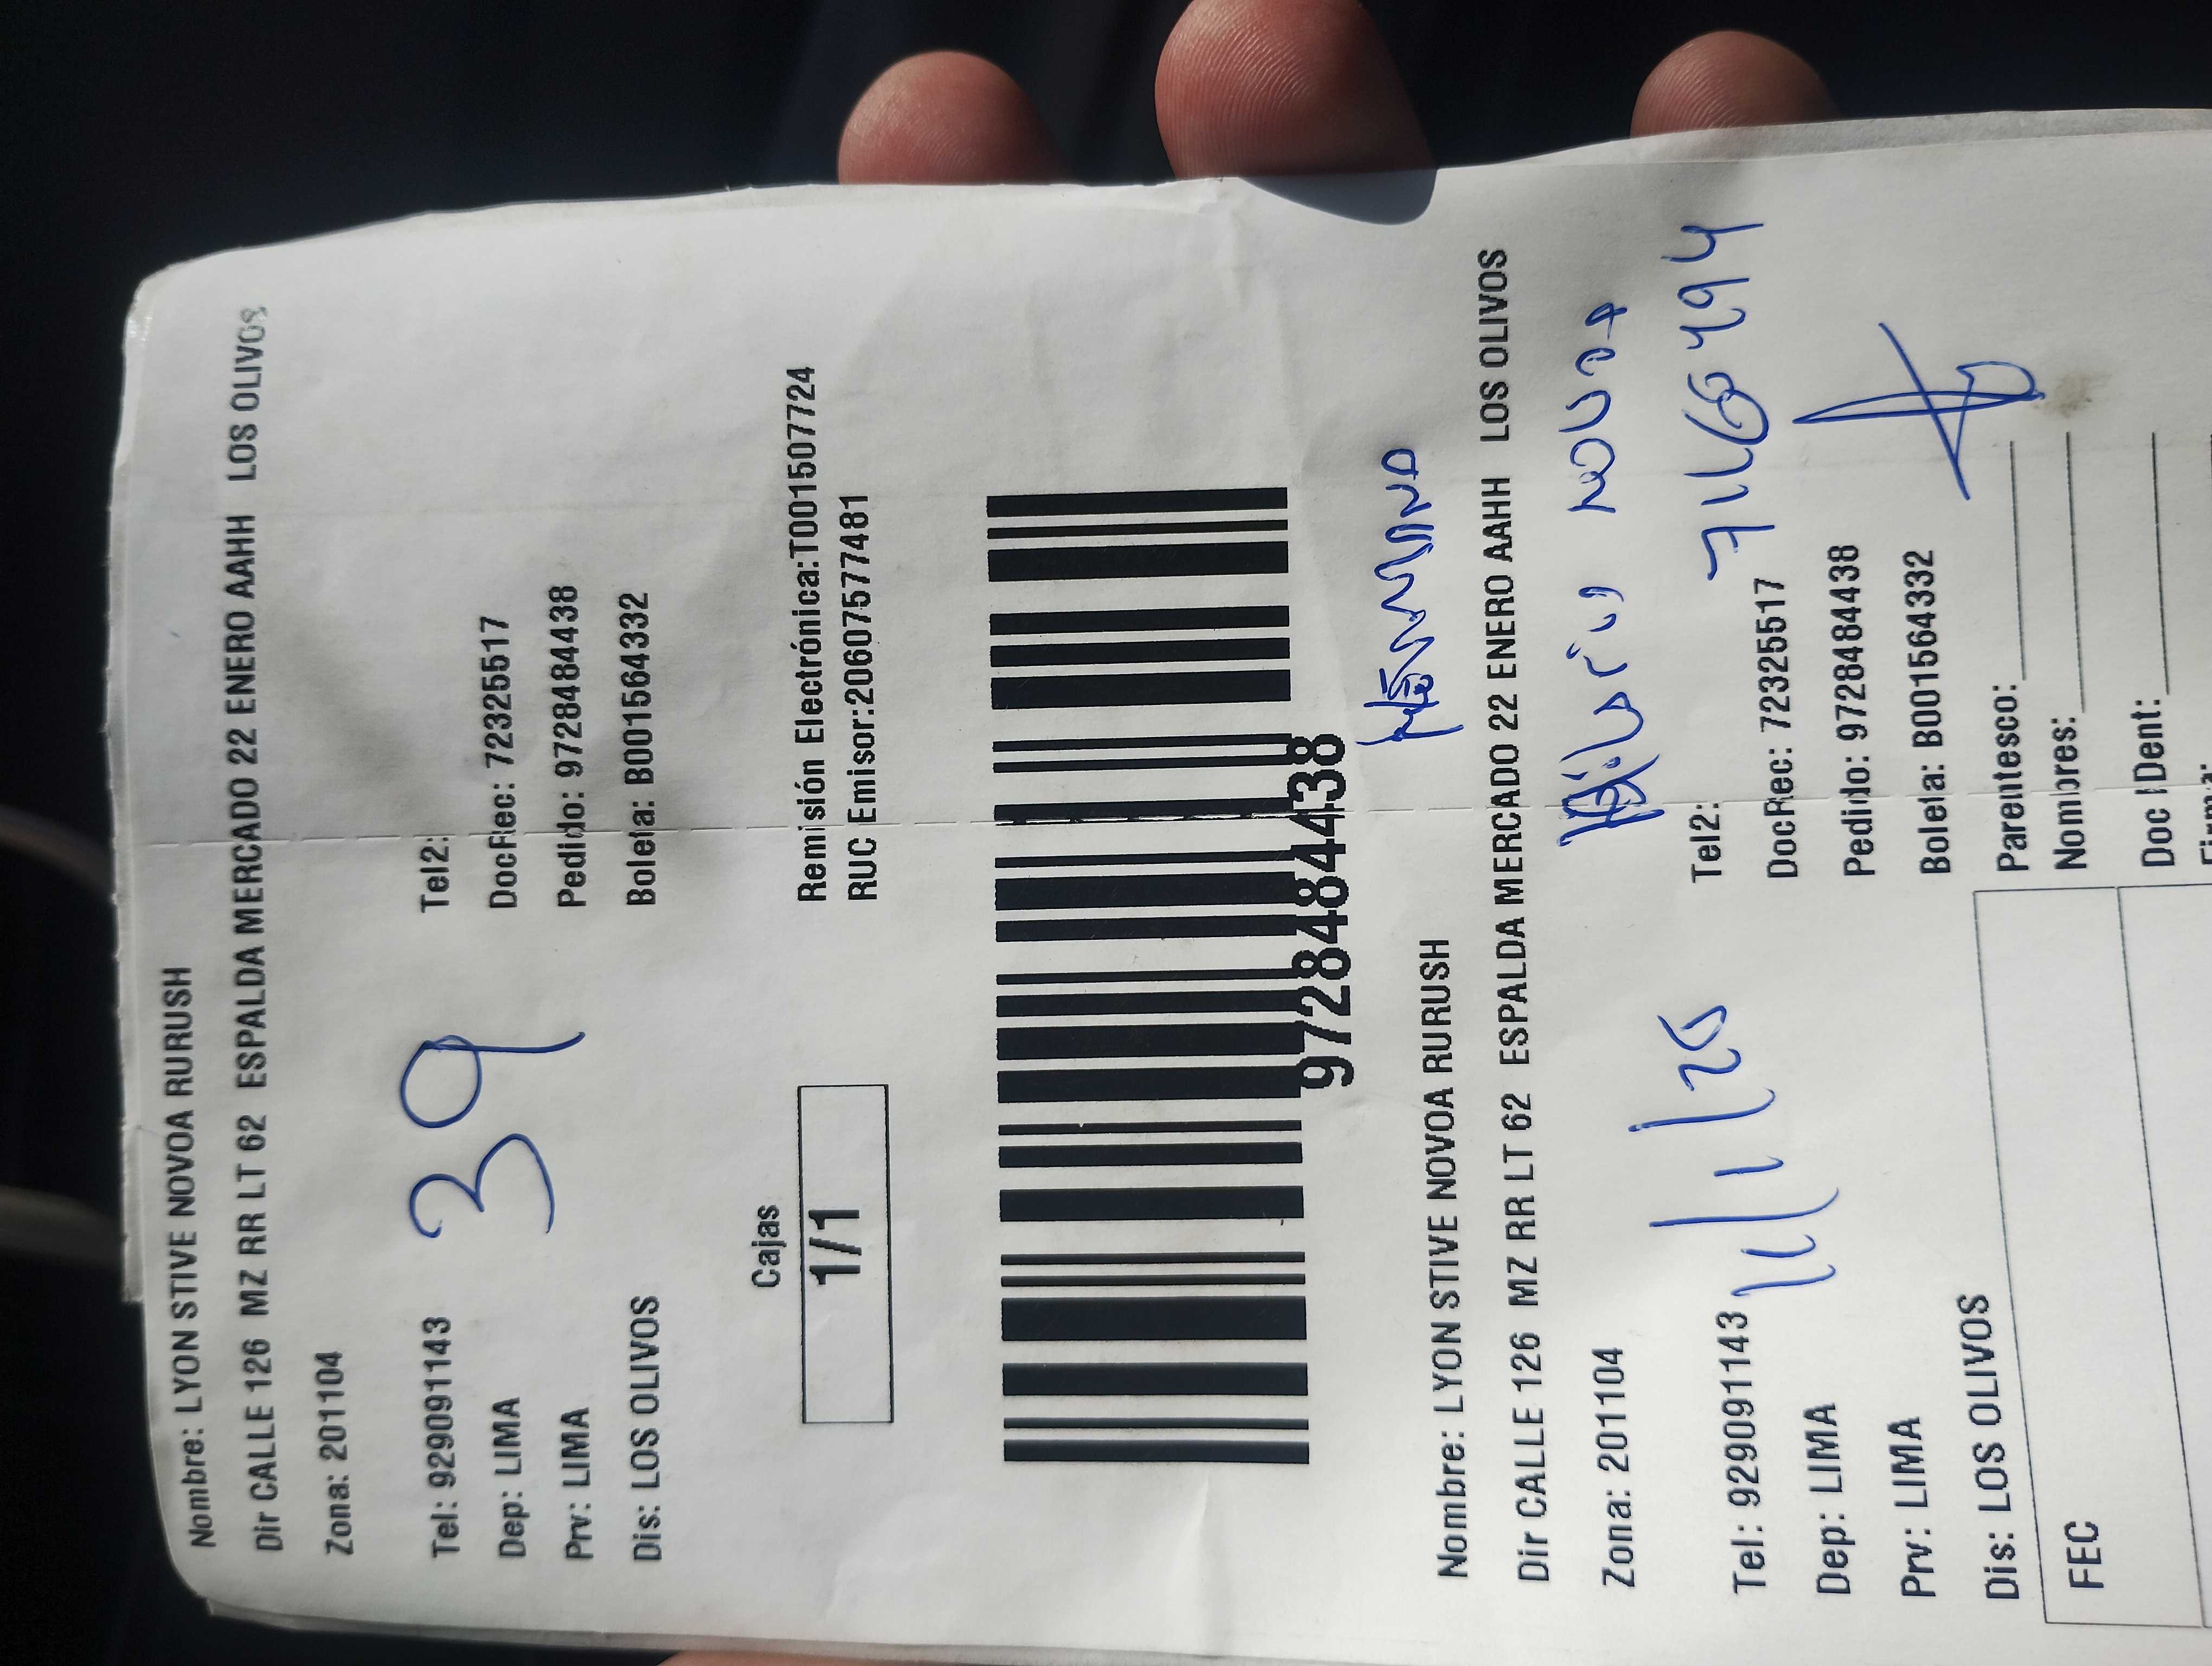 Nombre: LYON STIVE NOVOA RURUSH
Dir CALLE 126 MZ RR LT 62 ESPALDA MERCADO 22 ENERO AAHH LOS OLIVOS
Zona: 201104
39
Tel: 929091143 Tel2:
Dep: LIMA DocRec: 72325517
Prv: LIMA Pedido: 9728484438
Dis: LOS OLIVOS Boleta: B001564332
Cajas
1/1
Remisión Electrónica:T001507724
RUC Emisor:20607577481
9728484438
Nombre: LYON STIVE NOVOA RURUSH
Dir CALLE 126 MZ RR LT 62 ESPALDA MERCADO 22 ENERO AAHH LOS OLIVOS
Zona: 201104
NOVOA
11/1/25
Tel: 929091143 Tel2:
Dep: LIMA DocRec: 72325517
Prv: LIMA Pedido: 9728484438
Dis: LOS OLIVOS Boleta: B001564332
FEC
Parentesco:
Nombres:
Doc IDent: